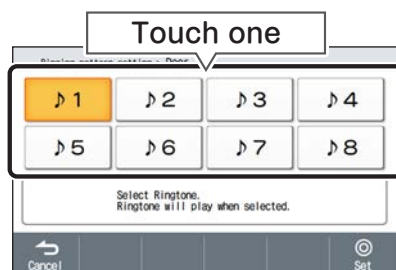 Touch one
♪1 ♪2 ♪3 ♪4
♪5 ♪6 ♪7 ♪8
Select Ringtone.
Ringtone will play when selected.
Cancel Set